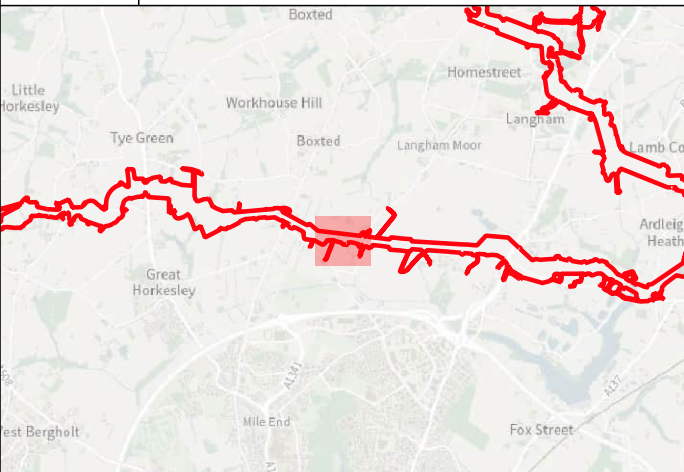 Boxted
Homestreet
Little
Horkesley
Workhouse Hill
Langham
Tye Green
Boxted
Langham Moor
Lamb Co
Ardleig
Heath
Great
Horkesley
A134
A137
Mile End
Fox Street
West Bergholt